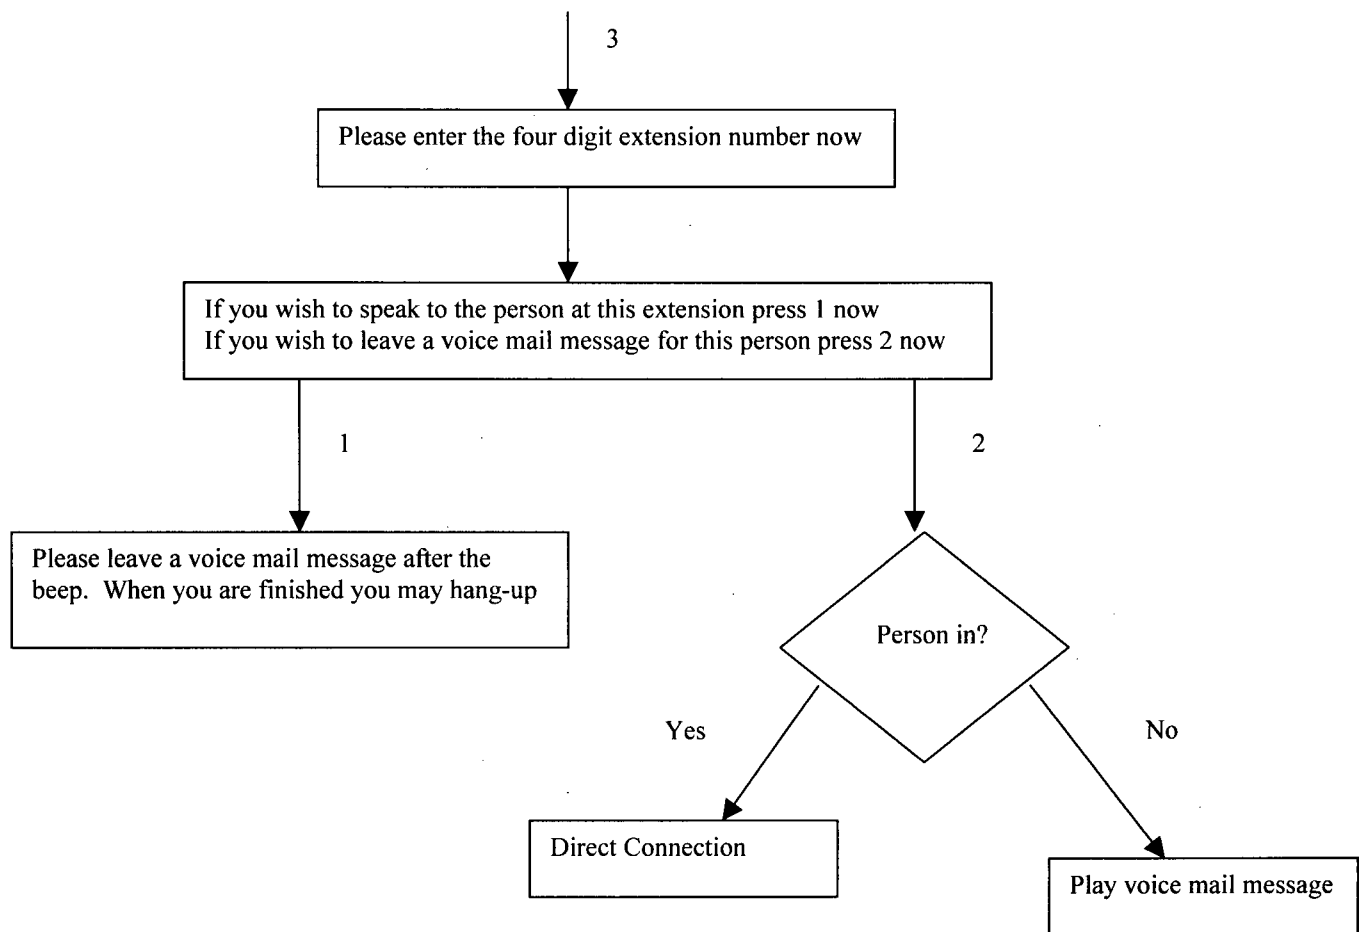 3
Please enter the four digit extension number now
If you wish to speak to the person at this extension press 1 now
If you wish to leave a voice mail message for this person press 2 now
1
2
Please leave a voice mail message after the
beep. When you are finished you may hang-up
Person in?
Yes
No
Direct Connection
Play voice mail message